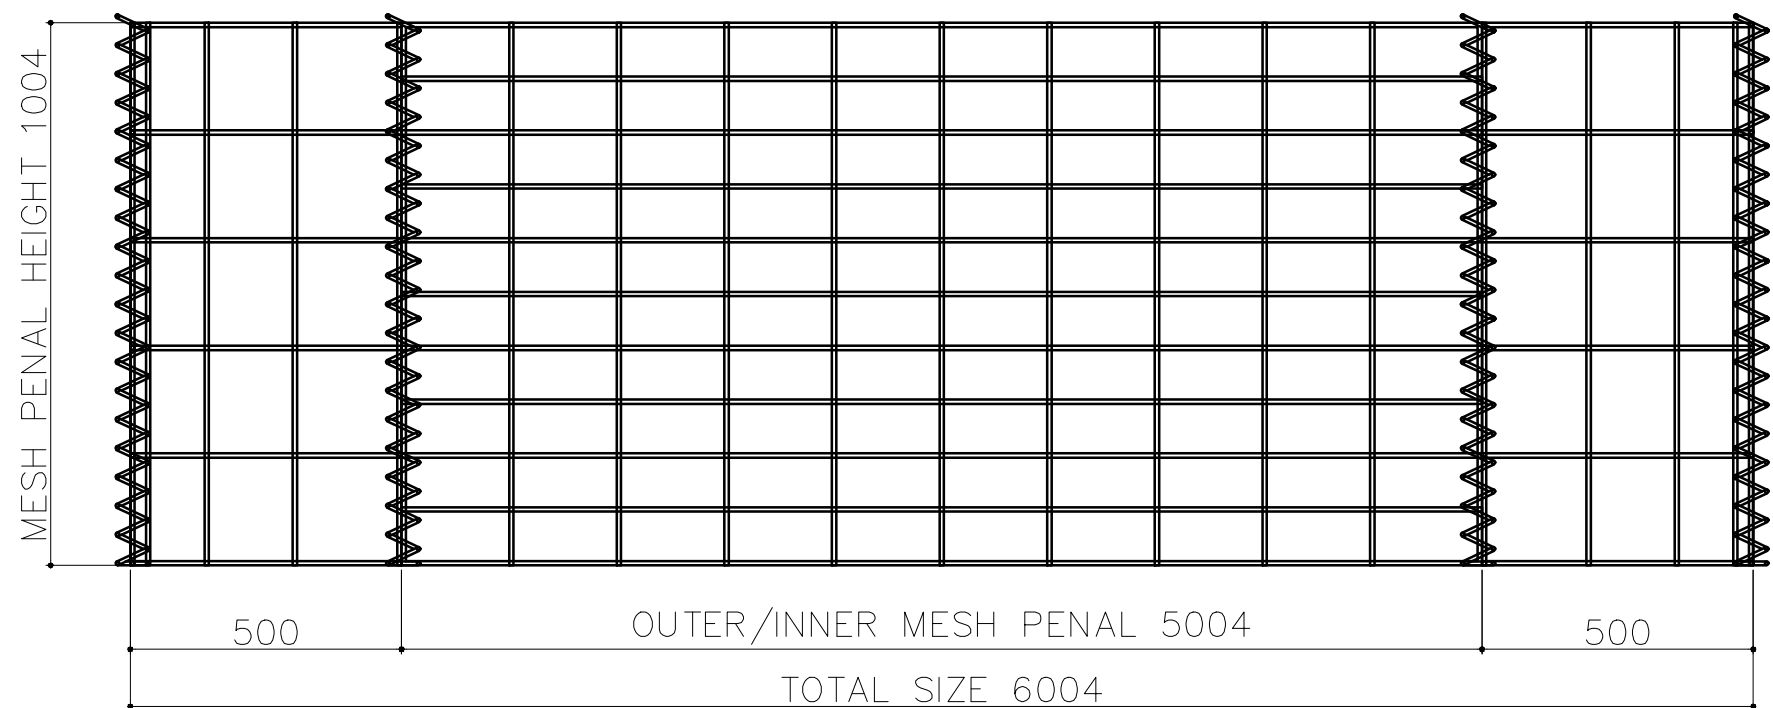 MESH PENAL HEIGHT 1004
500
OUTER/INNER MESH PENAL 5004
500
TOTAL SIZE 6004